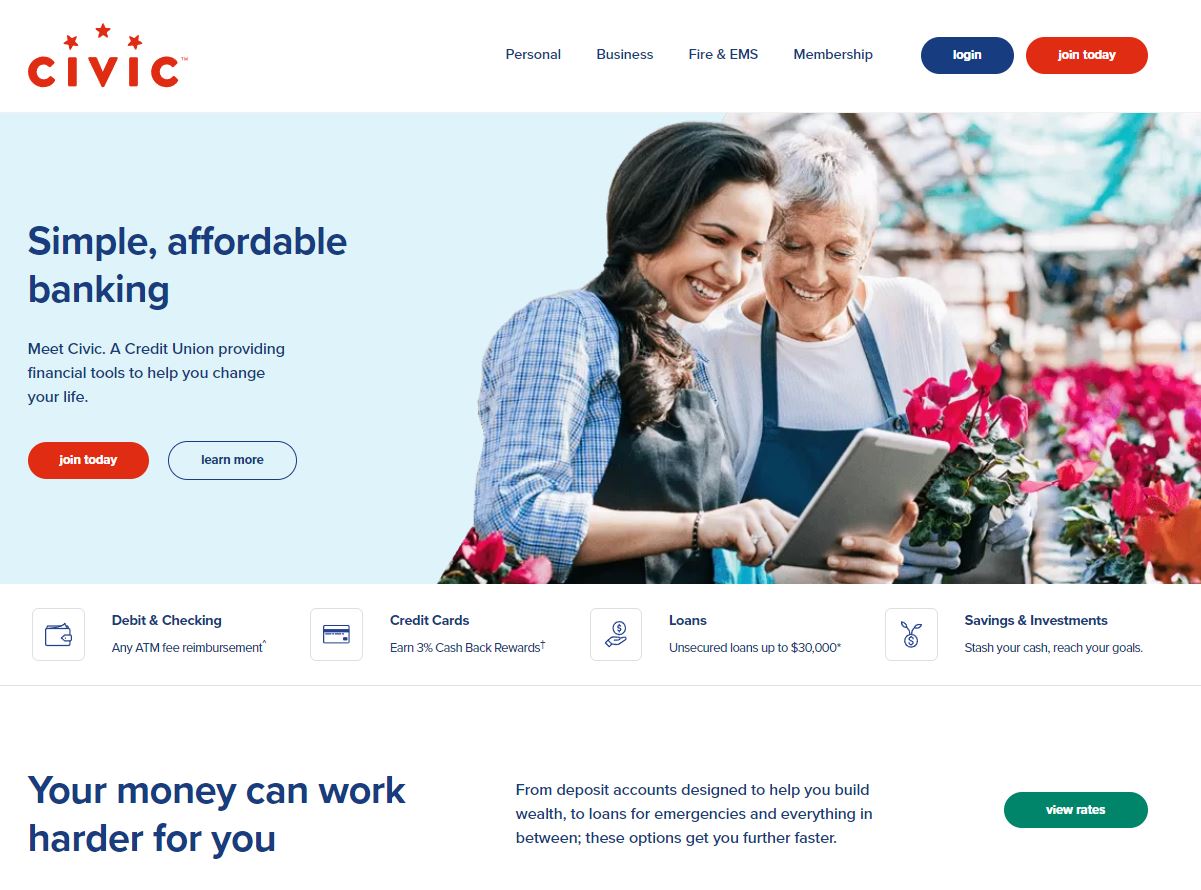 CIVIC™
Personal Business Fire & EMS Membership login join today
Simple, affordable
banking
Meet Civic. A Credit Union providing
financial tools to help you change
your life.
join today learn more
Debit & Checking
Any ATM fee reimbursement^
Credit Cards
Earn 3% Cash Back Rewards†
Loans
Unsecured loans up to $30,000*
Savings & Investments
Stash your cash, reach your goals.
Your money can work
harder for you
From deposit accounts designed to help you build
wealth, to loans for emergencies and everything in
between; these options get you further faster.
view rates